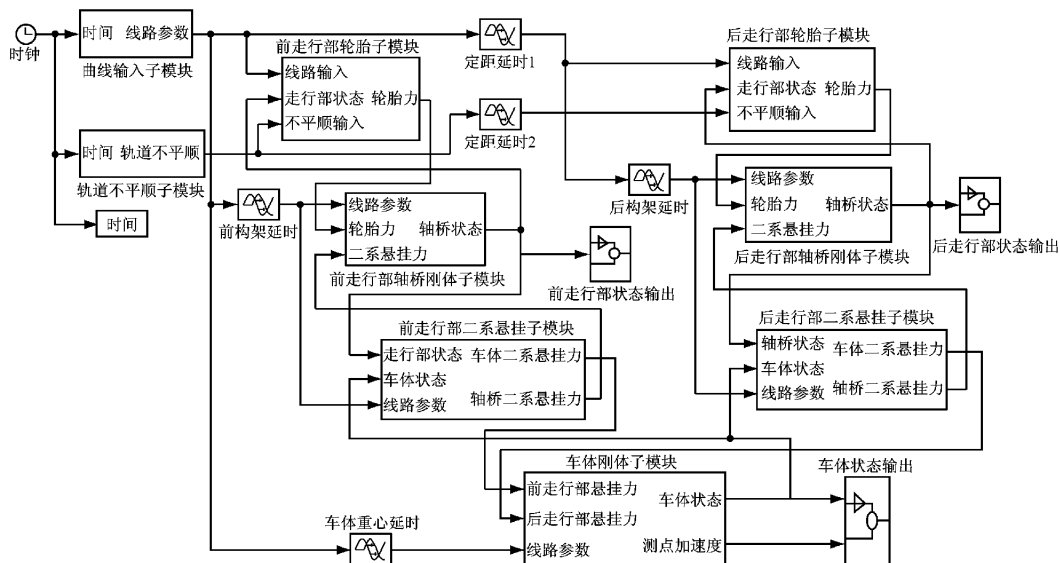 时钟
时间 线路参数
曲线输入子模块
前走行部轮胎子模块
线路输入
走行部状态 轮胎力
不平顺输入
定距延时1
定距延时2
后走行部轮胎子模块
线路输入
走行部状态 轮胎力
不平顺输入
时间 轨道不平顺
轨道不平顺子模块
时间
前构架延时
线路参数
轮胎力 轴桥状态
二系悬挂力
前走行部轴桥刚体子模块
前走行部状态输出
后构架延时
线路参数
轮胎力 轴桥状态
二系悬挂力
后走行部轴桥刚体子模块
后走行部状态输出
前走行部二系悬挂子模块
走行部状态 车体二系悬挂力
车体状态
线路参数 轴桥二系悬挂力
后走行部二系悬挂子模块
轴桥状态 车体二系悬挂力
车体状态
线路参数 轴桥二系悬挂力
车体刚体子模块
前走行部悬挂力 车体状态
后走行部悬挂力
线路参数 测点加速度
车体重心延时
车体状态输出